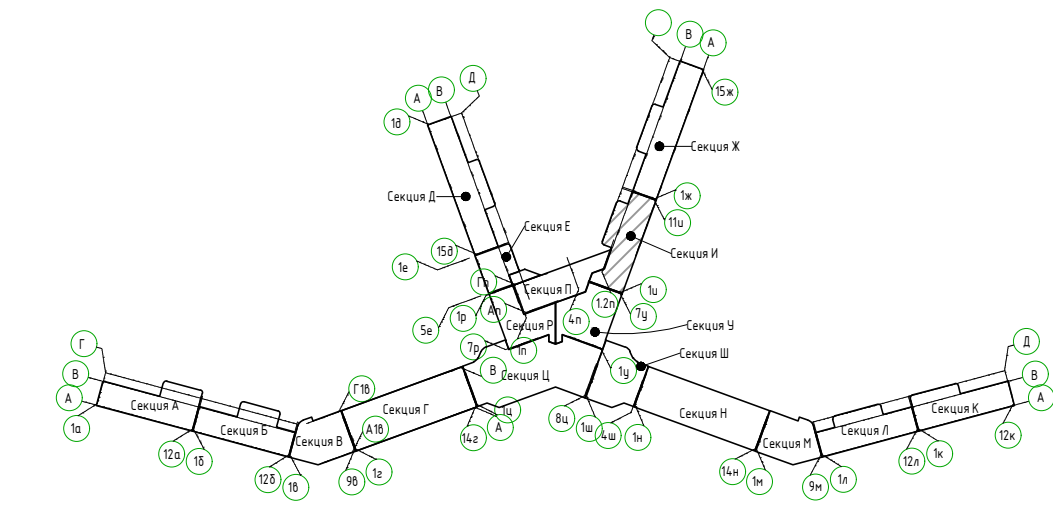 В
А
Д
В
А
15ж
1д
Секция Ж
Секция Д
1ж
11и
Секция Е
15д
Секция И
1е
Гп
Секция П
1и
1.2п
Ап
1р
4п
7у
5е
Секция Р
Секция У
7р
1п
Г
Д
Секция Ш
В
В
Секция Ц
1у
В
А
Г1в
А
Секция А
Секция Г
1ц
Секция К
1а
А
8ц
1ш
Секция Н
Секция Б
А1в
14г
4ш
1н
Секция Л
12к
Секция В
Секция М
12а
1б
1к
12л
12б
1в
9в
1г
14н
1м
9м
1л